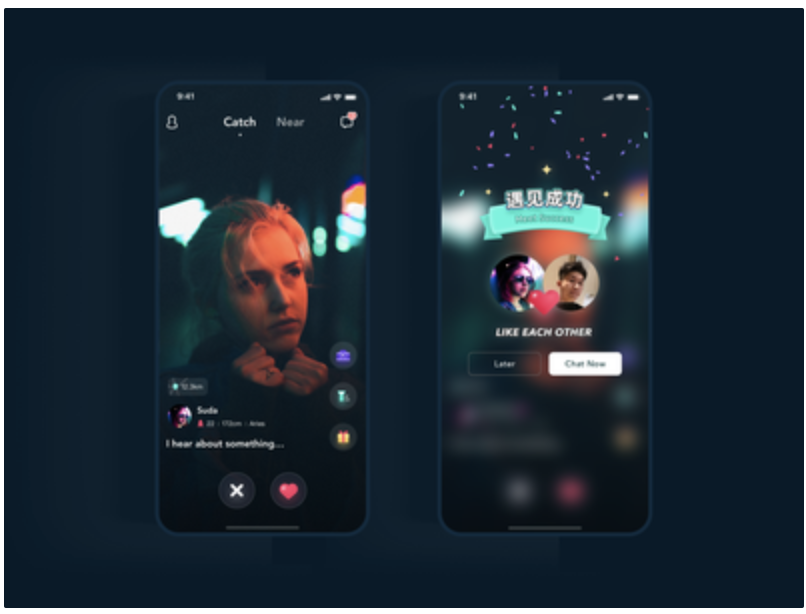 9:41
Catch
Near
12.3km
Suda
22 · 172cm · Aries
I hear about something...
9:41
遇见成功
Meet Success
LIKE EACH OTHER
Later
Chat Now